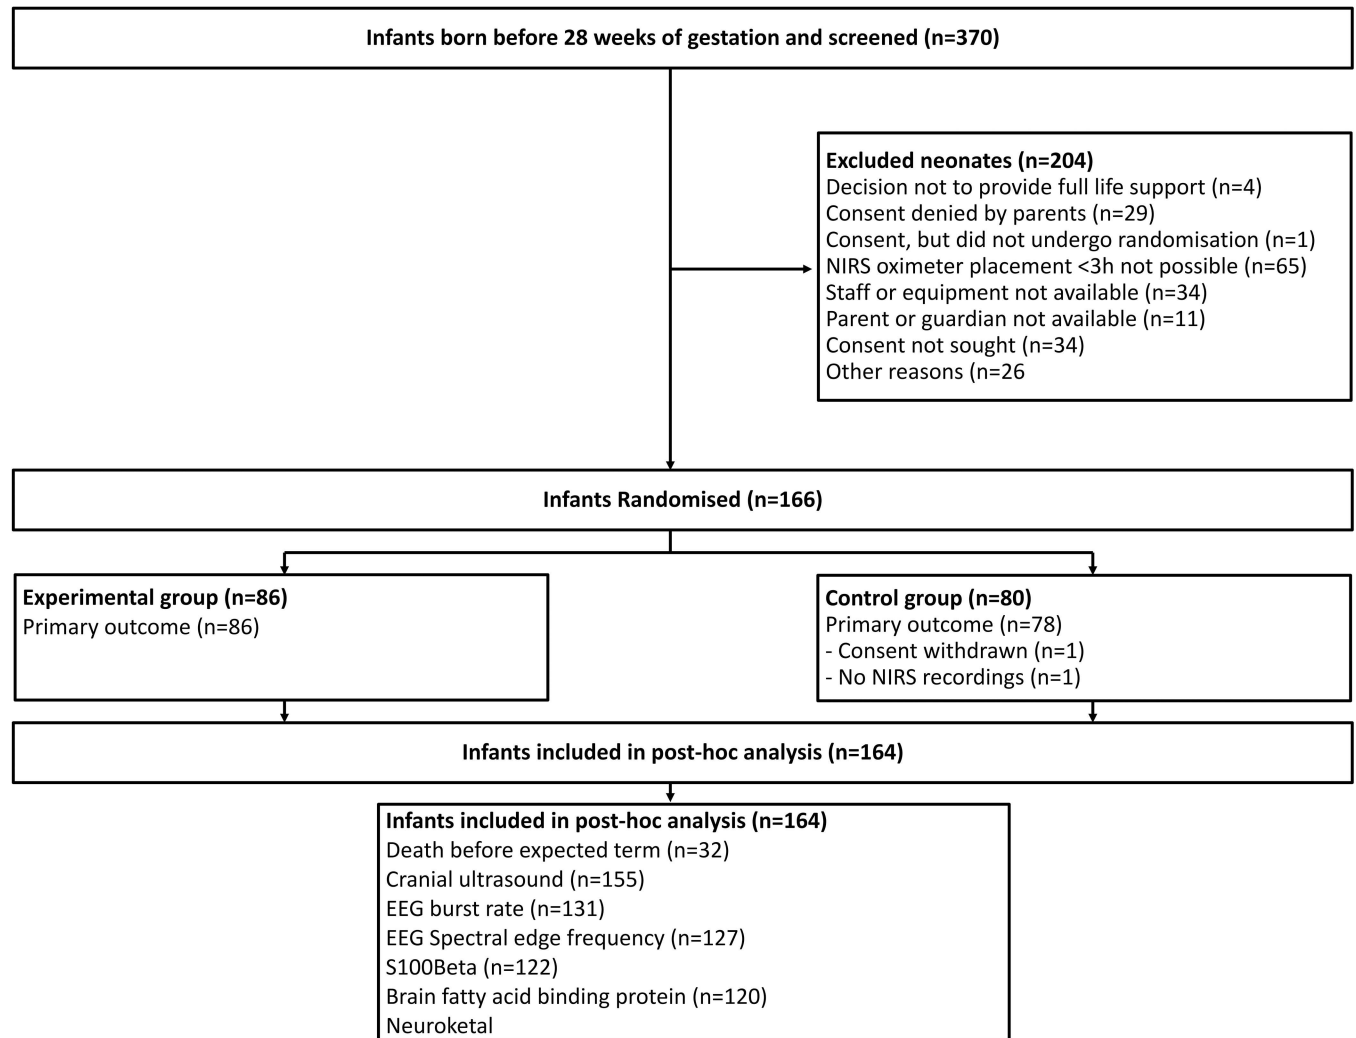 Infants born before 28 weeks of gestation and screened (n=370)
Excluded neonates (n=204)
Decision not to provide full life support (n=4)
Consent denied by parents (n=29)
Consent, but did not undergo randomisation (n=1)
NIRS oximeter placement <3h not possible (n=65)
Staff or equipment not available (n=34)
Parent or guardian not available (n=11)
Consent not sought (n=34)
Other reasons (n=26
Infants Randomised (n=166)
Experimental group (n=86)
Primary outcome (n=86)
Control group (n=80)
Primary outcome (n=78)
- Consent withdrawn (n=1)
- No NIRS recordings (n=1)
Infants included in post-hoc analysis (n=164)
Infants included in post-hoc analysis (n=164)
Death before expected term (n=32)
Cranial ultrasound (n=155)
EEG burst rate (n=131)
EEG Spectral edge frequency (n=127)
S100Beta (n=122)
Brain fatty acid binding protein (n=120)
Neuroketal